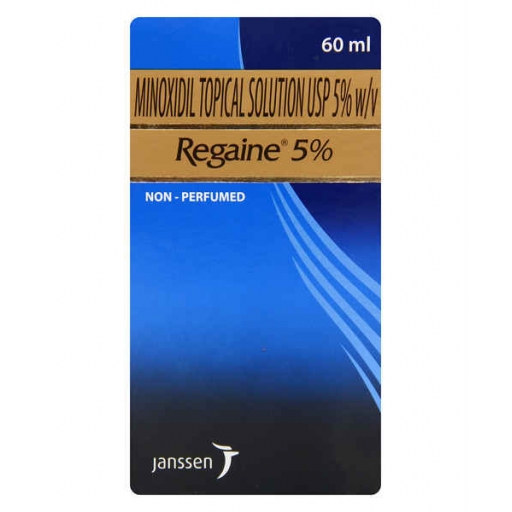 60 ml
MINOXIDIL TOPICAL SOLUTION USP 5% w/v
Regaine® 5%
NON - PERFUMED
janssen